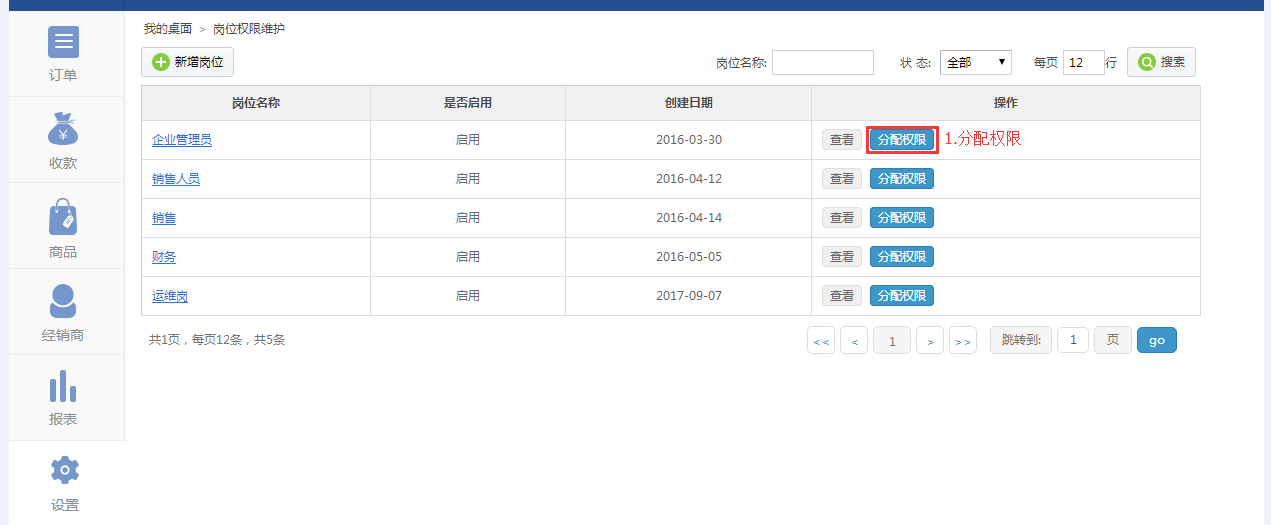 我的桌面 > 岗位权限维护
新增岗位 岗位名称: 状 态: 全部 每页 12 行 搜索
岗位名称 是否启用 创建日期 操作
企业管理员 启用 2016-03-30 查看 分配权限 1.分配权限
销售人员 启用 2016-04-12 查看 分配权限
销售 启用 2016-04-14 查看 分配权限
财务 启用 2016-05-05 查看 分配权限
运维岗 启用 2017-09-07 查看 分配权限
共1页，每页12条，共5条 << < 1 > >> 跳转到: 1 页 go
订单
收款
商品
经销商
报表
设置